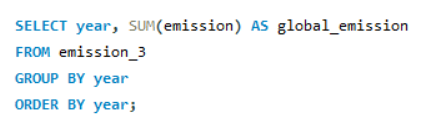 SELECT year, SUM(emission) AS global_emission
FROM emission_3
GROUP BY year
ORDER BY year;